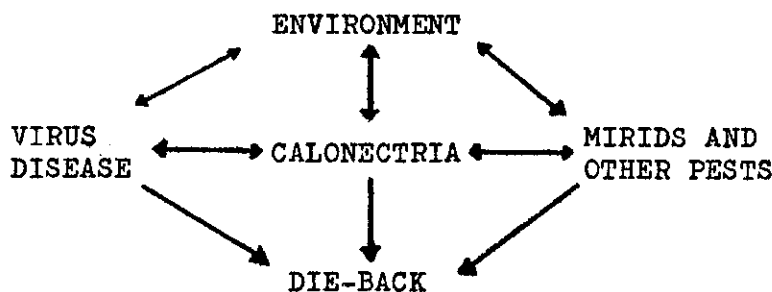 ENVIRONMENT
VIRUS
DISEASE
CALONECTRIA
MIRIDS AND
OTHER PESTS
DIE-BACK